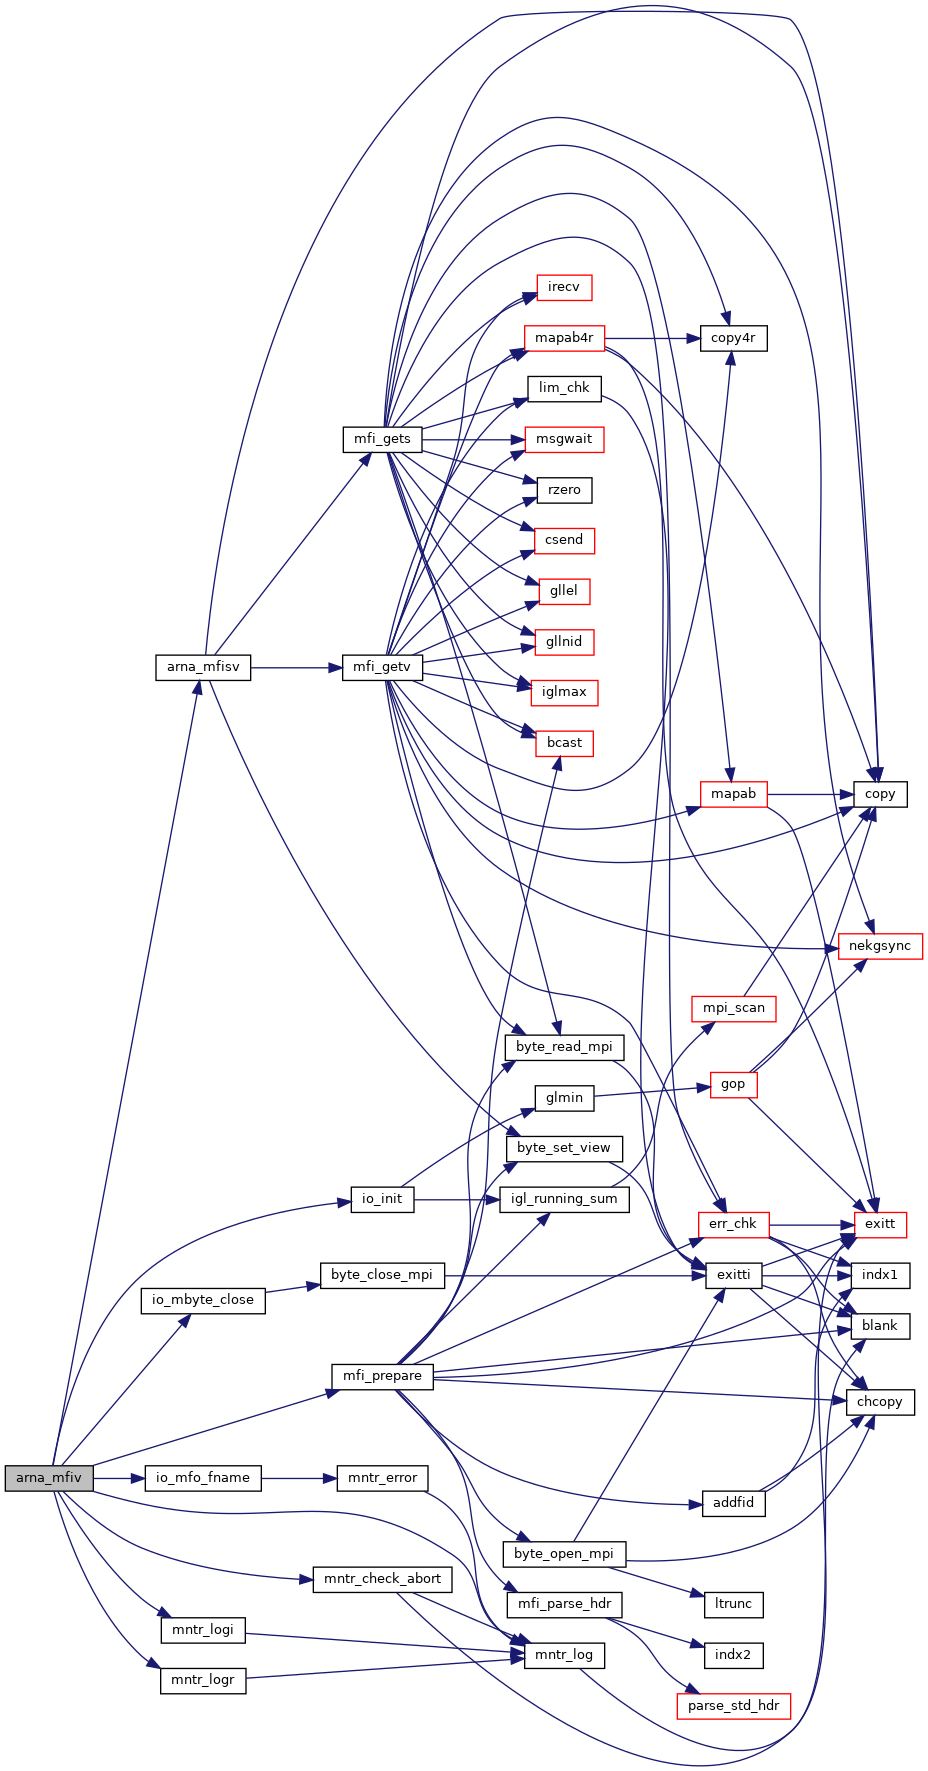 irecv
mapab4r
copy4r
lim_chk
mfi_gets
msgwait
rzero
csend
gllel
gllnid
arna_mfisv
mfi_getv
iglmax
bcast
mapab
copy
nekgsync
mpi_scan
byte_read_mpi
gop
glmin
byte_set_view
io_init
igl_running_sum
err_chk
exitt
byte_close_mpi
exitti
indx1
io_mbyte_close
blank
mfi_prepare
chcopy
arna_mfiv
io_mfo_fname
mntr_error
addfid
byte_open_mpi
mntr_check_abort
mfi_parse_hdr
ltrunc
mntr_logi
mntr_log
indx2
mntr_logr
parse_std_hdr